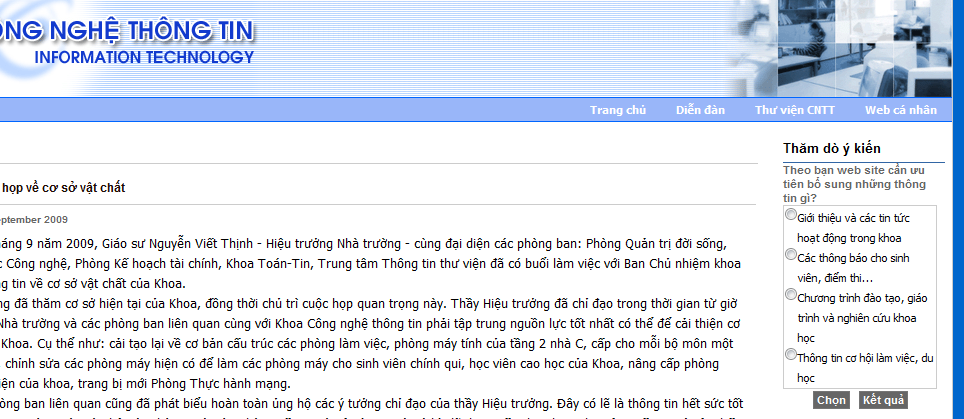 NG NGHỆ THÔNG TIN
INFORMATION TECHNOLOGY
Trang chủ Diễn đàn Thư viện CNTT Web cá nhân
họp về cơ sở vật chất
eptember 2009
áng 9 năm 2009, Giáo sư Nguyễn Viết Thịnh - Hiệu trưởng Nhà trường - cùng đại diện các phòng ban: Phòng Quản trị đời sống,
Công nghệ, Phòng Kế hoạch tài chính, Khoa Toán-Tin, Trung tâm Thông tin thư viện đã có buổi làm việc với Ban Chủ nhiệm khoa
ng tin về cơ sở vật chất của Khoa.
ng đã thăm cơ sở hiện tại của Khoa, đồng thời chủ trì cuộc họp quan trọng này. Thầy Hiệu trưởng đã chỉ đạo trong thời gian từ giờ
Nhà trường và các phòng ban liên quan cùng với Khoa Công nghệ thông tin phải tập trung nguồn lực tốt nhất có thể để cải thiện cơ
Khoa. Cụ thể như: cải tạo lại về cơ bản cấu trúc các phòng làm việc, phòng máy tính của tầng 2 nhà C, cấp cho mỗi bộ môn một
, chỉnh sửa các phòng máy hiện có để làm các phòng máy cho sinh viên chính qui, học viên cao học của Khoa, nâng cấp phòng
iện của khoa, trang bị mới Phòng Thực hành mạng.
òng ban liên quan cũng đã phát biểu hoàn toàn ủng hộ các ý tưởng chỉ đạo của thầy Hiệu trưởng. Đây có lẽ là thông tin hết sức tốt
Thăm dò ý kiến
Theo bạn web site cần ưu
tiên bổ sung những thông
tin gì?
Giới thiệu và các tin tức
hoạt động trong khoa
Các thông báo cho sinh
viên, điểm thi...
Chương trình đào tạo, giáo
trình và nghiên cứu khoa
học
Thông tin cơ hội làm việc, du
học
Chọn Kết quả